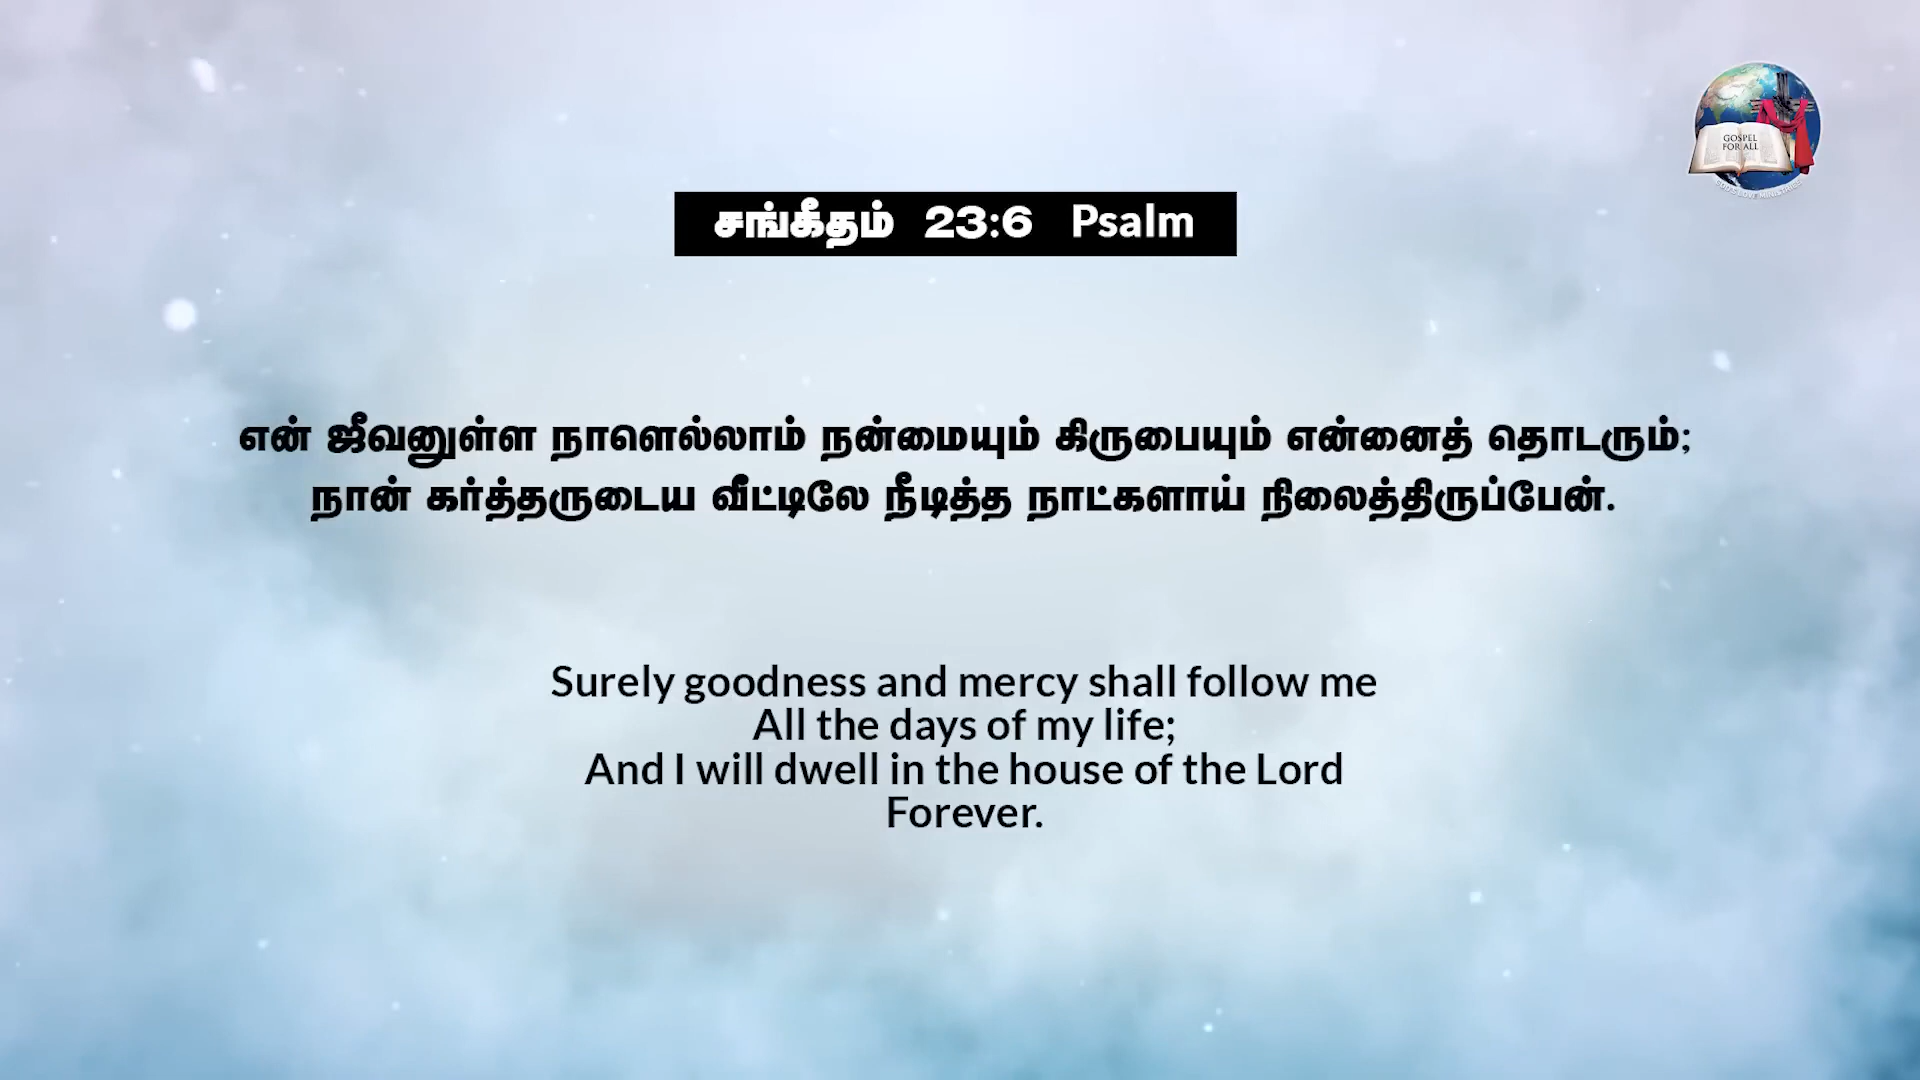 GOSPEL
FOR ALL
சங்கீதம் 23:6 Psalm
என் ஜீவனுள்ள நாளெல்லாம் நன்மையும் கிருபையும் என்னைத் தொடரும்;
நான் கர்த்தருடைய வீட்டிலே நீடித்த நாட்களாய் நிலைத்திருப்பேன்.
Surely goodness and mercy shall follow me
All the days of my life;
And I will dwell in the house of the Lord
Forever.